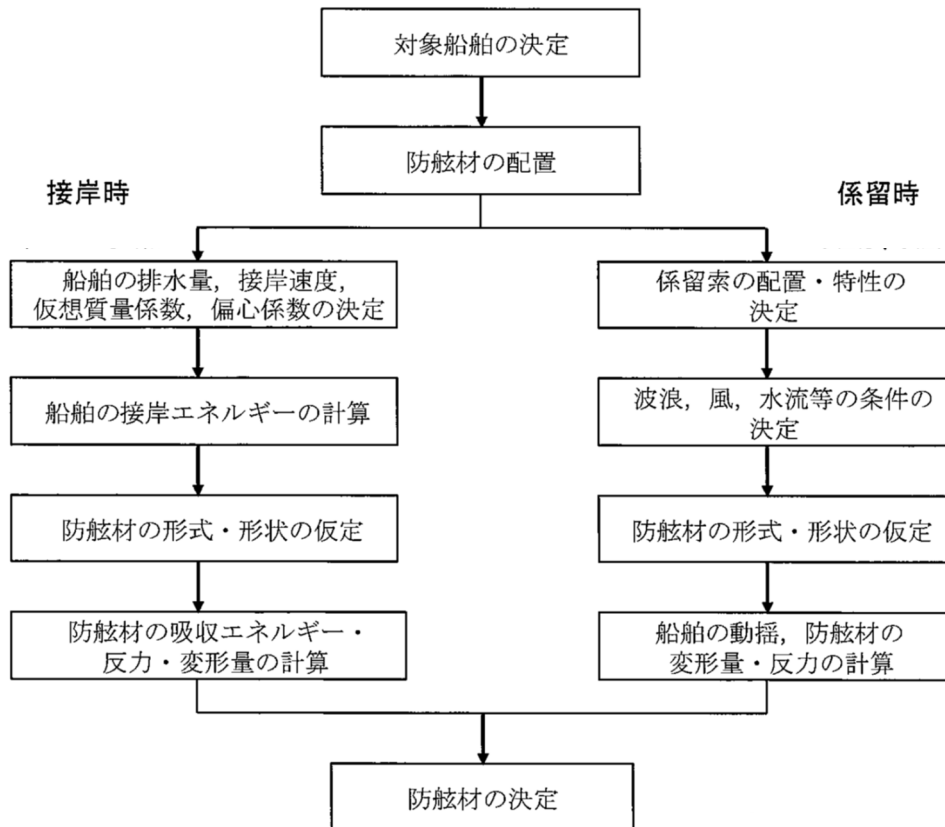 対象船舶の決定
防舷材の配置
接岸時
係留時
船舶の排水量，接岸速度，
仮想質量係数，偏心係数の決定
船舶の接岸エネルギーの計算
防舷材の形式・形状の仮定
防舷材の吸収エネルギー・
反力・変形量の計算
係留索の配置・特性の
決定
波浪，風，水流等の条件の
決定
防舷材の形式・形状の仮定
船舶の動揺，防舷材の
変形量・反力の計算
防舷材の決定